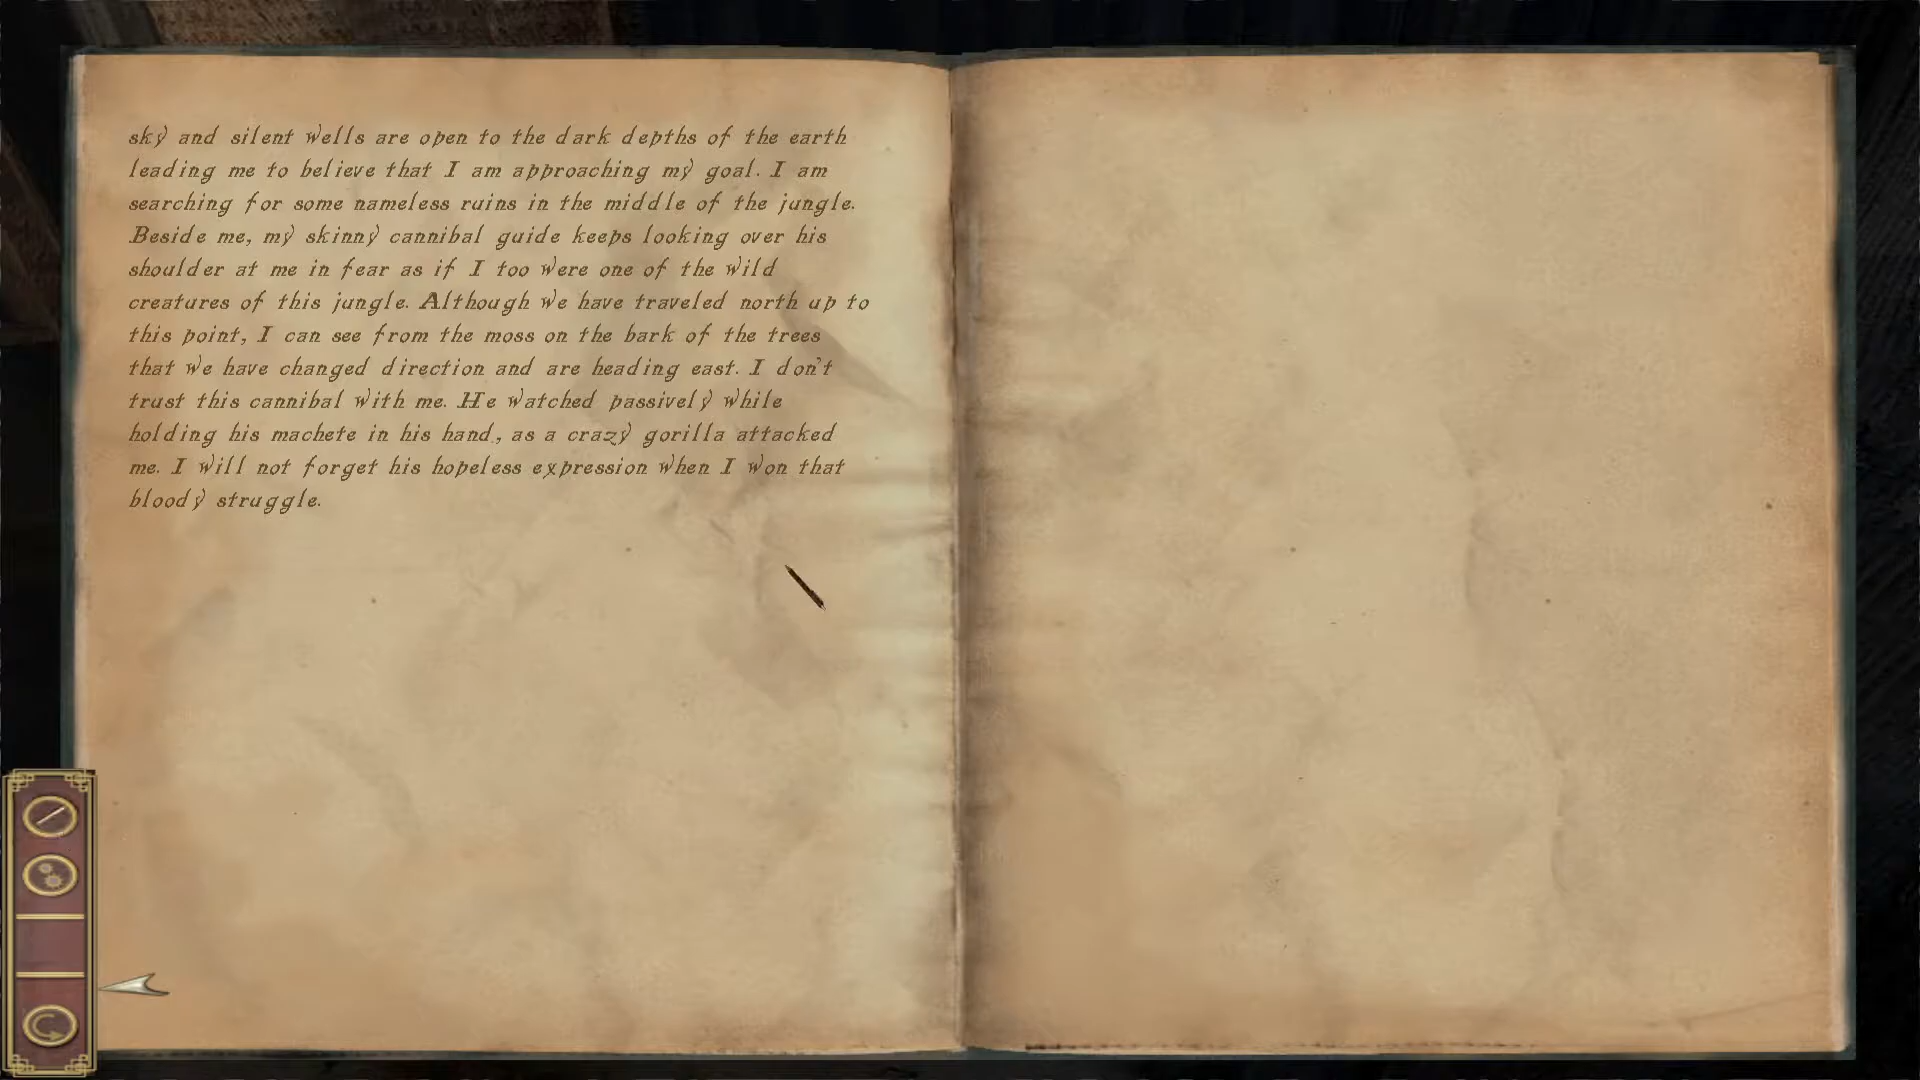 sky and silent wells are open to the dark depths of the earth
leading me to believe that I am approaching my goal. I am
searching for some nameless ruins in the middle of the jungle.
Beside me, my skinny cannibal guide keeps looking over his
shoulder at me in fear as if I too were one of the wild
creatures of this jungle. Although we have traveled north up to
this point, I can see from the moss on the bark of the trees
that we have changed direction and are heading east. I don't
trust this cannibal with me. He watched passively while
holding his machete in his hand, as a crazy gorilla attacked
me. I will not forget his hopeless expression when I won that
bloody struggle.